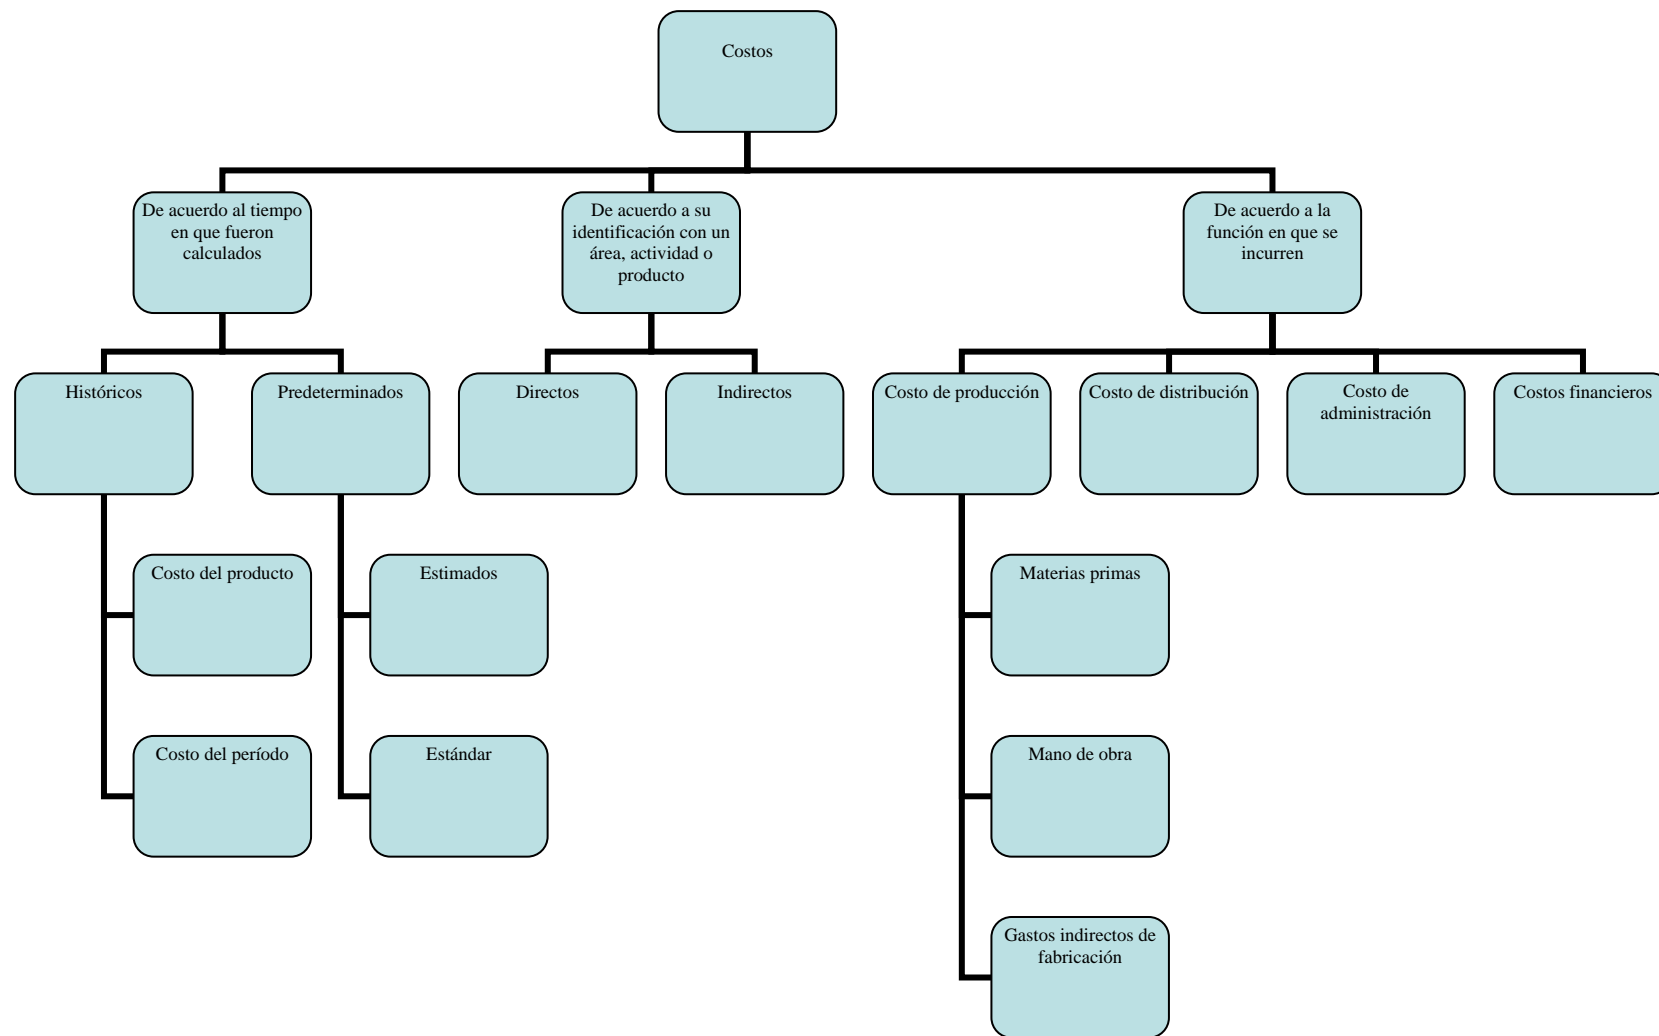 Costos
De acuerdo al tiempo
en que fueron
calculados
De acuerdo a su
identificación con un
área, actividad o
producto
De acuerdo a la
función en que se
incurren
Históricos
Predeterminados
Directos
Indirectos
Costo de producción
Costo de distribución
Costo de
administración
Costos financieros
Costo del producto
Estimados
Materias primas
Costo del período
Estándar
Mano de obra
Gastos indirectos de
fabricación